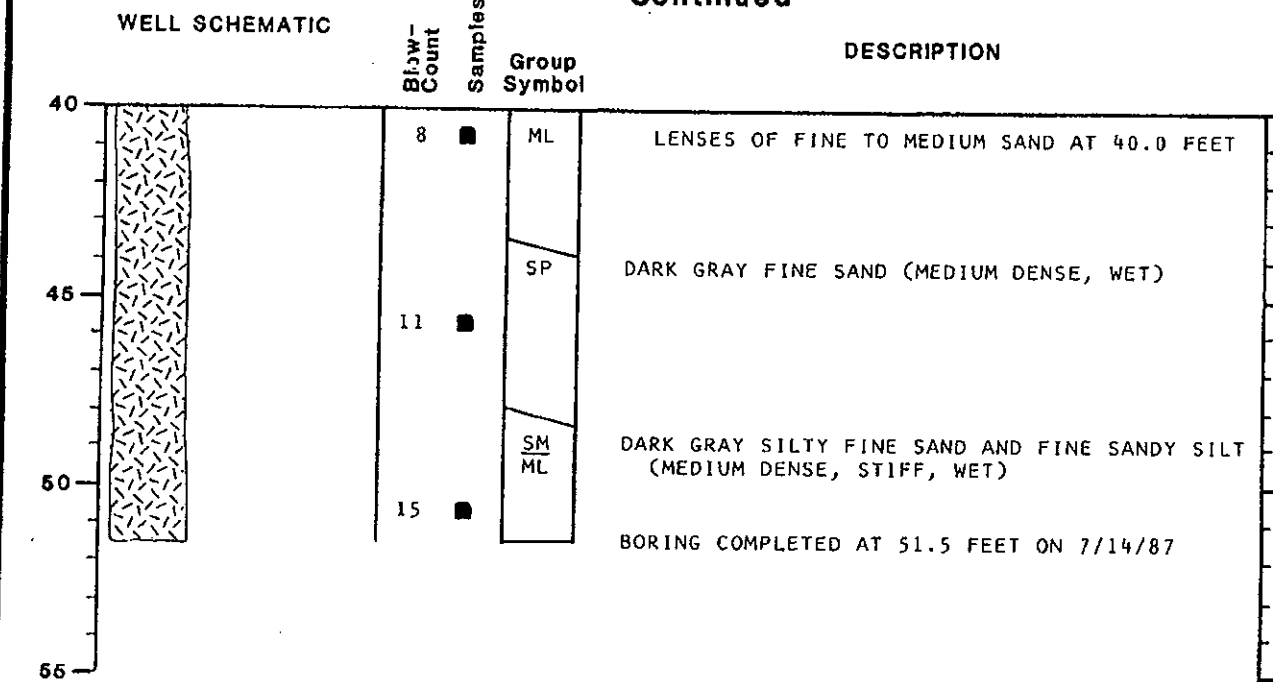 Continued
WELL SCHEMATIC
Blow-
Count
Samples
Group
Symbol
DESCRIPTION
40
8
ML
LENSES OF FINE TO MEDIUM SAND AT 40.0 FEET
SP
DARK GRAY FINE SAND (MEDIUM DENSE, WET)
45
11
SM
ML
DARK GRAY SILTY FINE SAND AND FINE SANDY SILT
(MEDIUM DENSE, STIFF, WET)
50
15
BORING COMPLETED AT 51.5 FEET ON 7/14/87
55